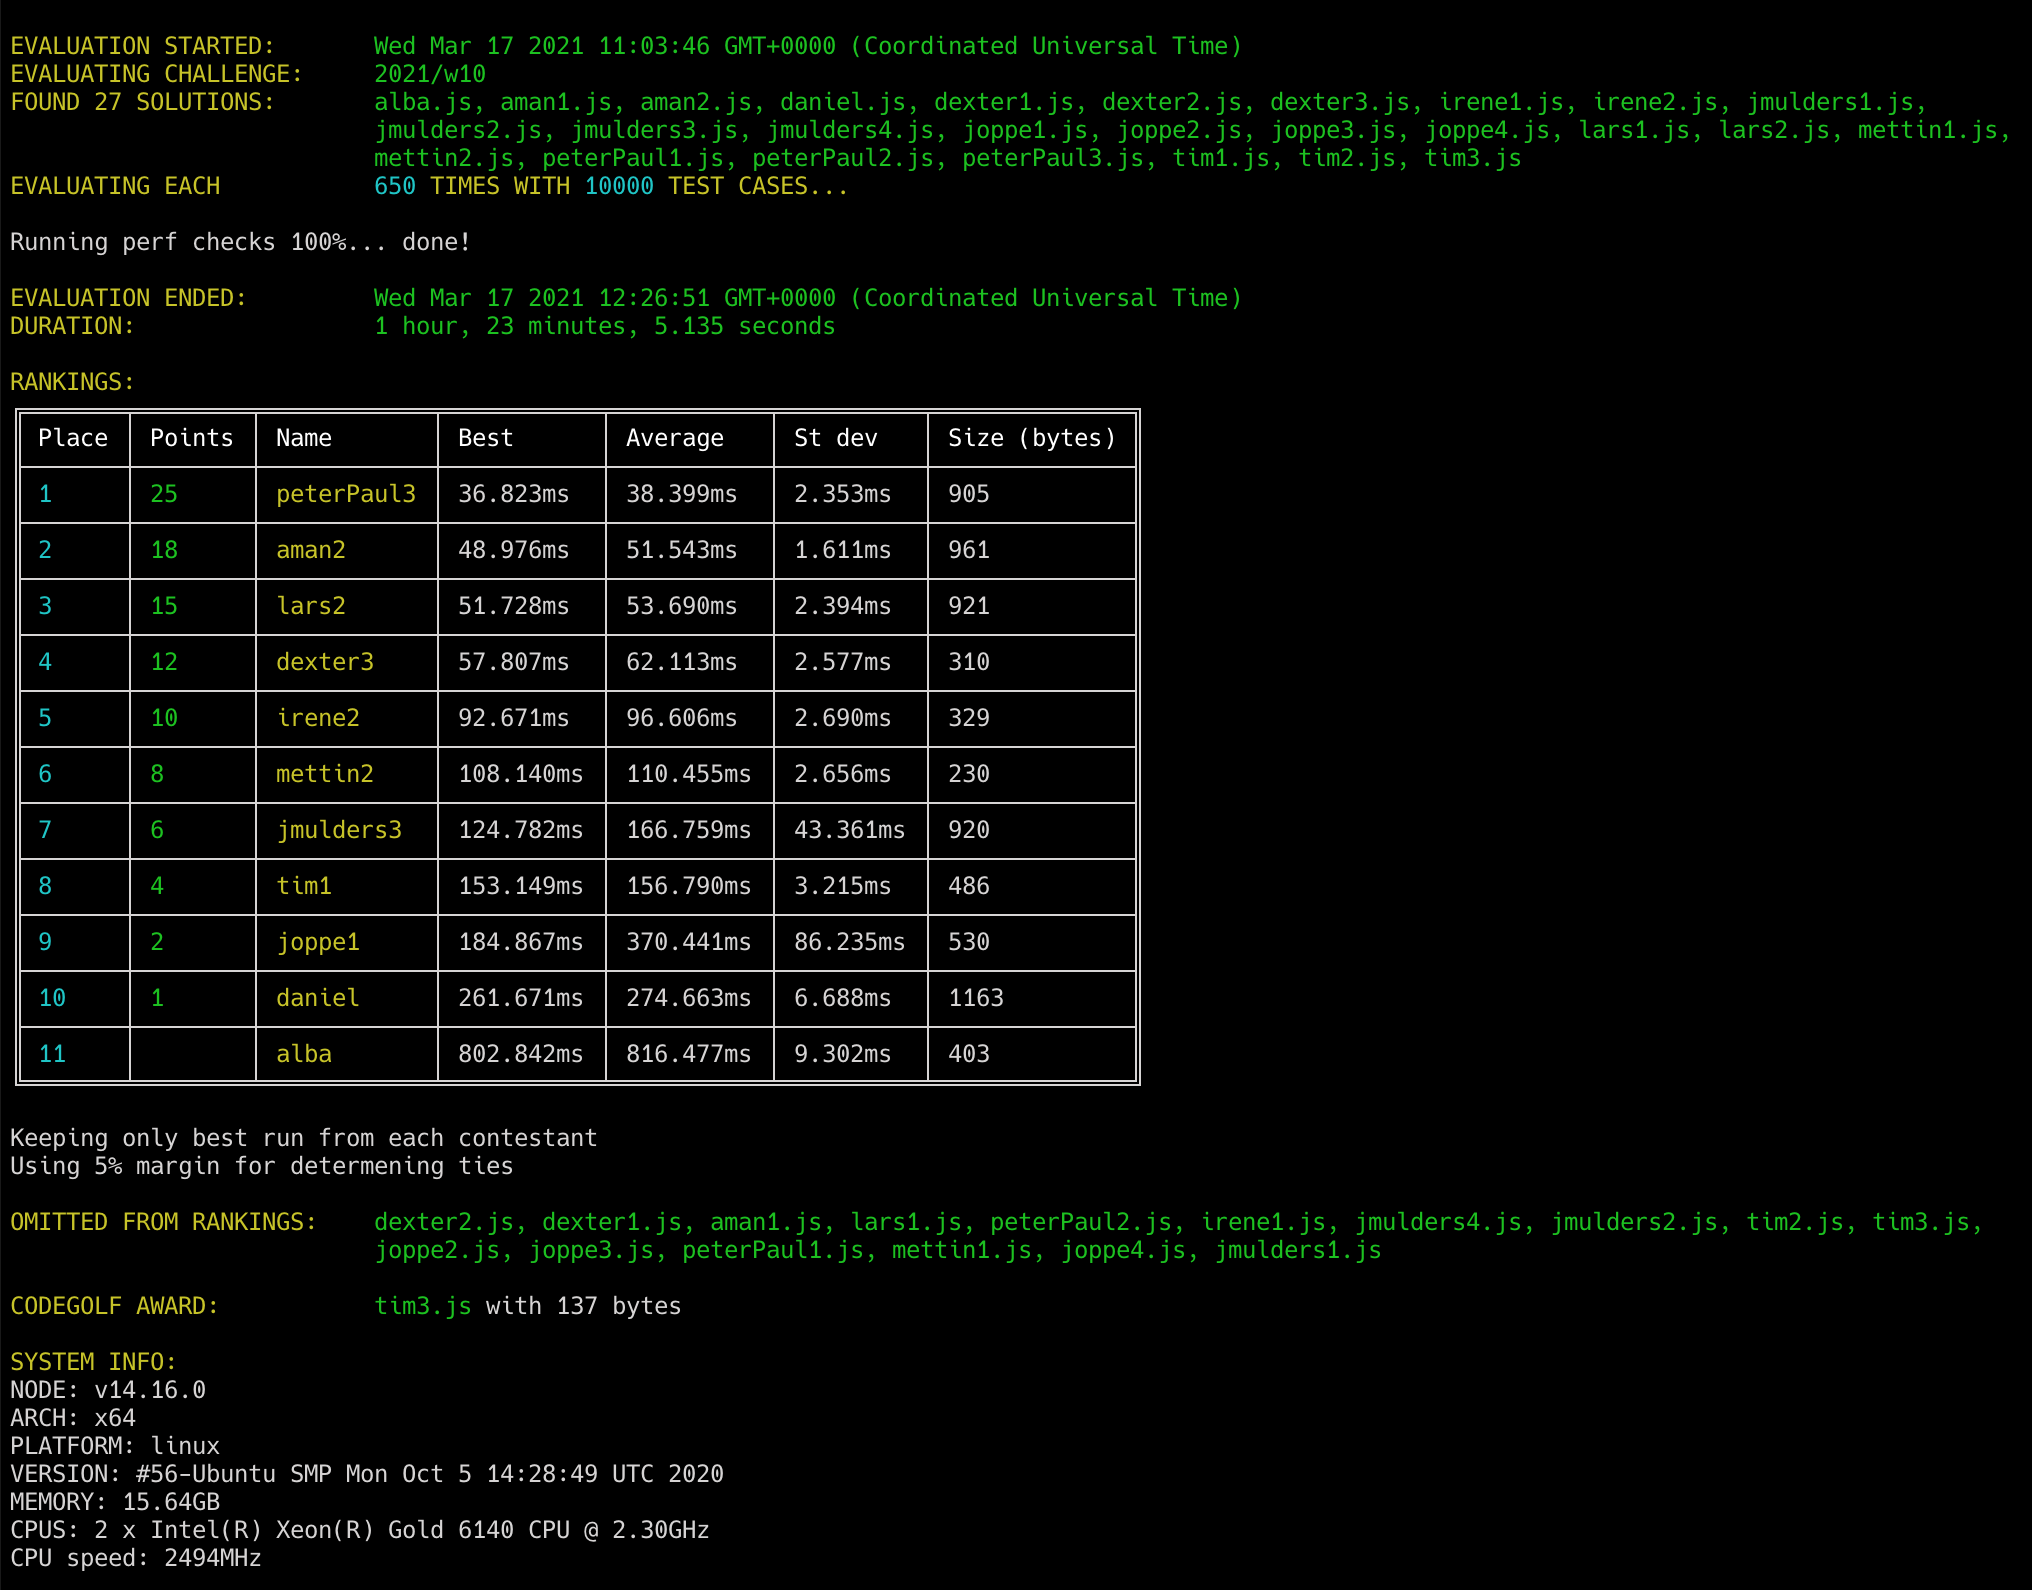 EVALUATION STARTED: Wed Mar 17 2021 11:03:46 GMT+0000 (Coordinated Universal Time)
EVALUATING CHALLENGE: 2021/w10
FOUND 27 SOLUTIONS: alba.js, aman1.js, aman2.js, daniel.js, dexter1.js, dexter2.js, dexter3.js, irene1.js, irene2.js, jmulders1.js,
jmulders2.js, jmulders3.js, jmulders4.js, joppe1.js, joppe2.js, joppe3.js, joppe4.js, lars1.js, lars2.js, mettin1.js,
mettin2.js, peterPaul1.js, peterPaul2.js, peterPaul3.js, tim1.js, tim2.js, tim3.js
EVALUATING EACH 650 TIMES WITH 10000 TEST CASES...
Running perf checks 100%... done!
EVALUATION ENDED: Wed Mar 17 2021 12:26:51 GMT+0000 (Coordinated Universal Time)
DURATION: 1 hour, 23 minutes, 5.135 seconds
RANKINGS:
Place Points Name Best Average St dev Size (bytes)
1 25 peterPaul3 36.823ms 38.399ms 2.353ms 905
2 18 aman2 48.976ms 51.543ms 1.611ms 961
3 15 lars2 51.728ms 53.690ms 2.394ms 921
4 12 dexter3 57.807ms 62.113ms 2.577ms 310
5 10 irene2 92.671ms 96.606ms 2.690ms 329
6 8 mettin2 108.140ms 110.455ms 2.656ms 230
7 6 jmulders3 124.782ms 166.759ms 43.361ms 920
8 4 tim1 153.149ms 156.790ms 3.215ms 486
9 2 joppe1 184.867ms 370.441ms 86.235ms 530
10 1 daniel 261.671ms 274.663ms 6.688ms 1163
11 alba 802.842ms 816.477ms 9.302ms 403
Keeping only best run from each contestant
Using 5% margin for determening ties
OMITTED FROM RANKINGS: dexter2.js, dexter1.js, aman1.js, lars1.js, peterPaul2.js, irene1.js, jmulders4.js, jmulders2.js, tim2.js, tim3.js,
joppe2.js, joppe3.js, peterPaul1.js, mettin1.js, joppe4.js, jmulders1.js
CODEGOLF AWARD: tim3.js with 137 bytes
SYSTEM INFO:
NODE: v14.16.0
ARCH: x64
PLATFORM: linux
VERSION: #56-Ubuntu SMP Mon Oct 5 14:28:49 UTC 2020
MEMORY: 15.64GB
CPUS: 2 x Intel(R) Xeon(R) Gold 6140 CPU @ 2.30GHz
CPU speed: 2494MHz